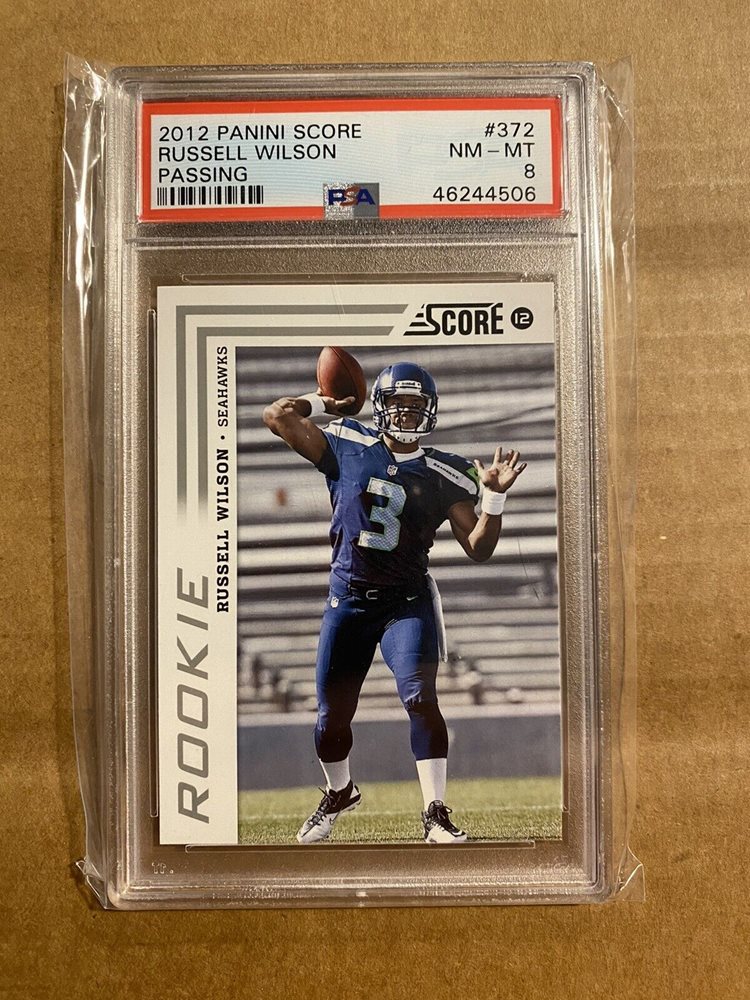 2012 PANINI SCORE #372
RUSSELL WILSON NM - MT
PASSING 8
PSA 46244506
SCORE 12
ROOKIE
RUSSELL WILSON • SEAHAWKS
3